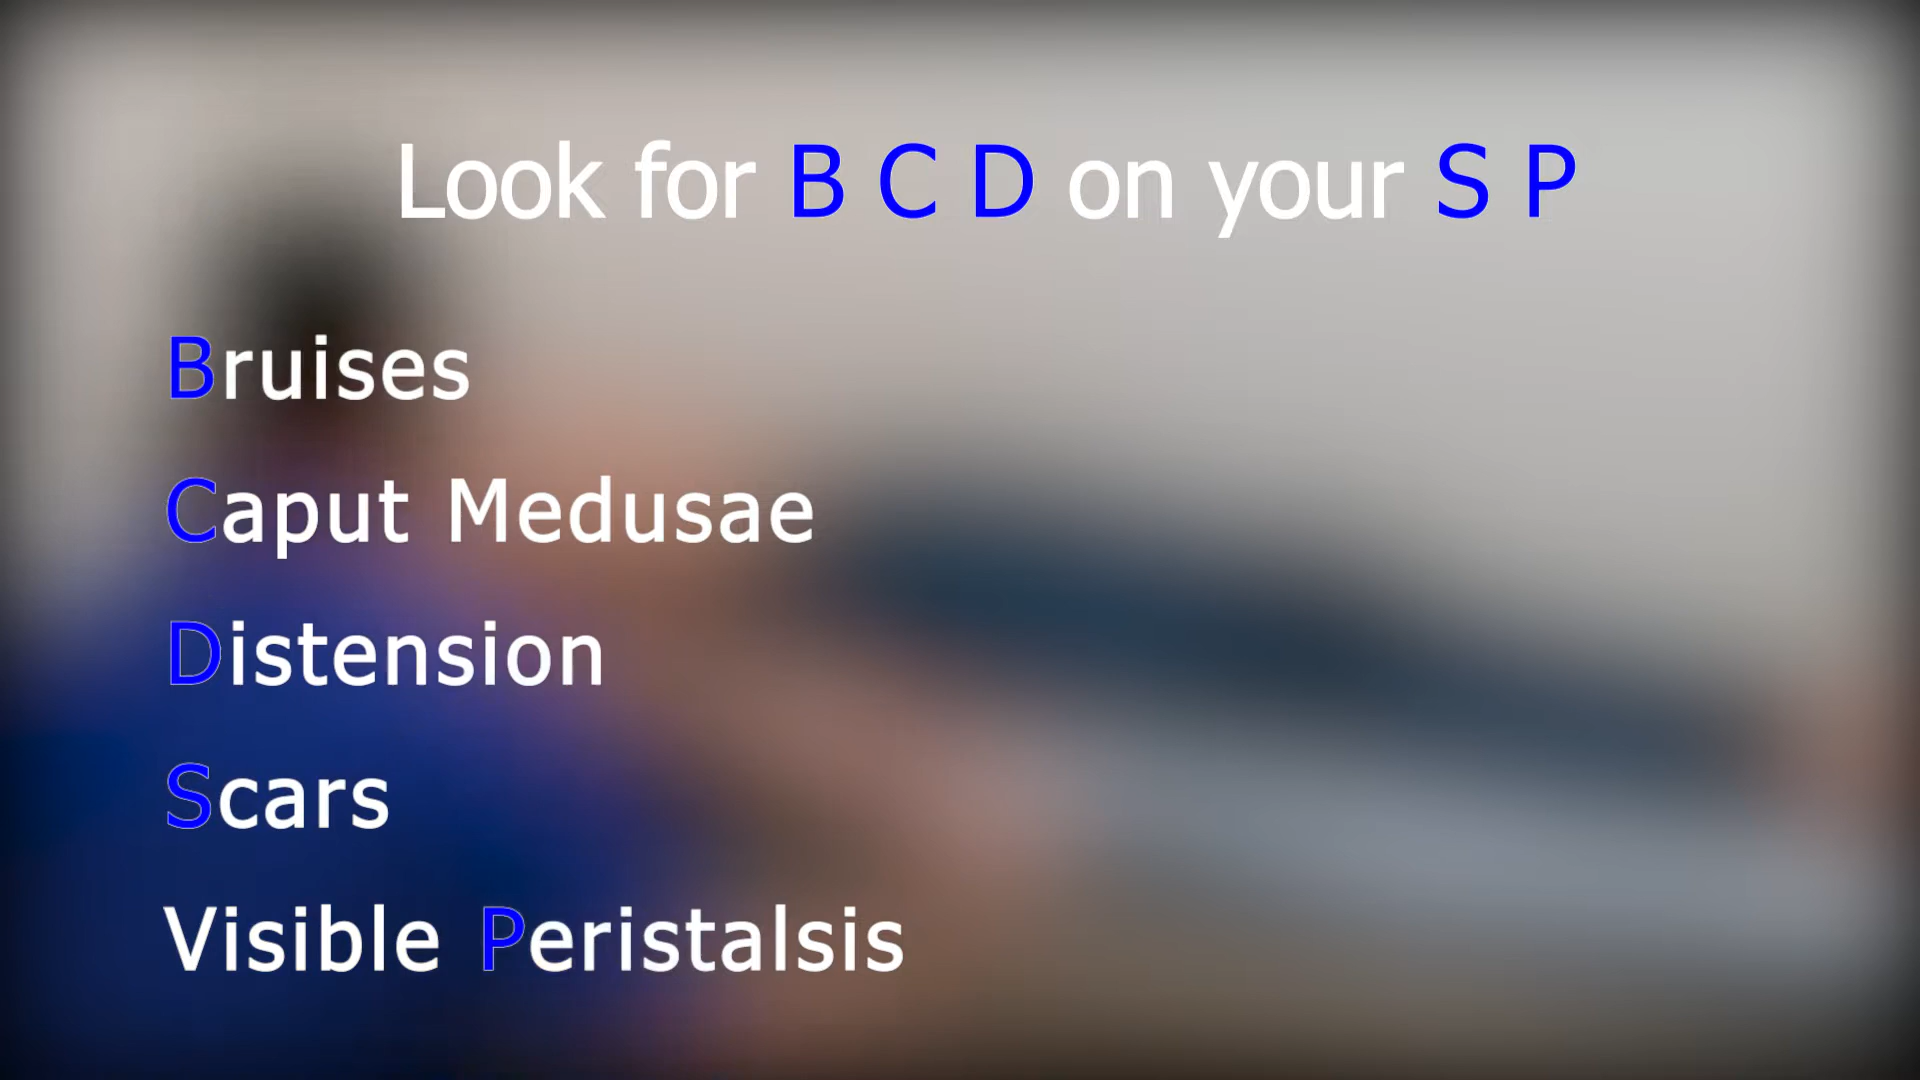 Look for B C D on your S P
Bruises
Caput Medusae
Distension
Scars
Visible Peristalsis